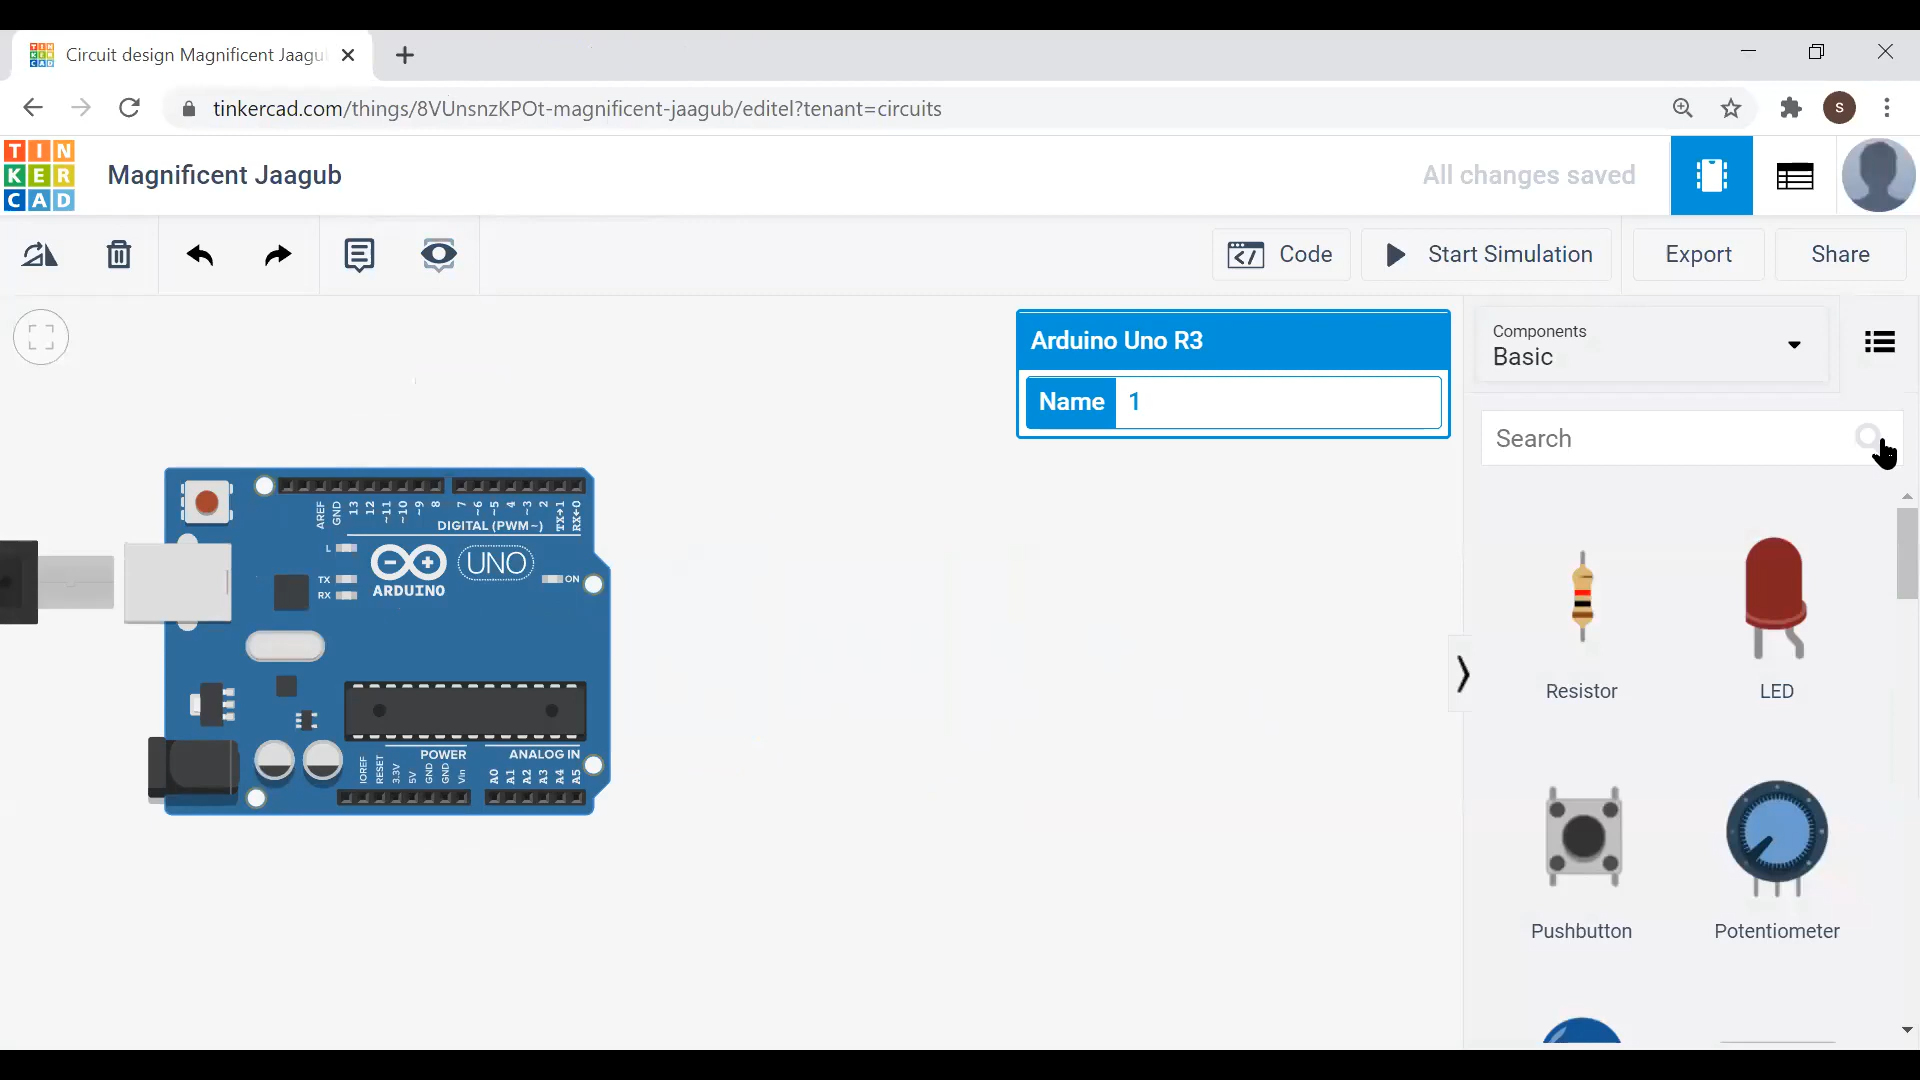 Circuit design Magnificent Jaagu
tinkercad.com/things/8VUnsnzKPOt-magnificent-jaagub/editel?tenant=circuits
S
TIN
KER
CAD
Magnificent Jaagub
All changes saved
Code
Start Simulation
Export
Share
Arduino Uno R3
Name 1
Components
Basic
Search
Resistor
LED
Pushbutton
Potentiometer
AREF
GND
13
12
~11
~10
~9
8
7
~6
~5
4
~3
2
TX→1
RX←0
DIGITAL (PWM~)
L
TX
RX
ARDUINO
UNO
ON
POWER
ANALOG IN
IOREF
RESET
3.3V
5V
GND
GND
Vin
A0
A1
A2
A3
A4
A5